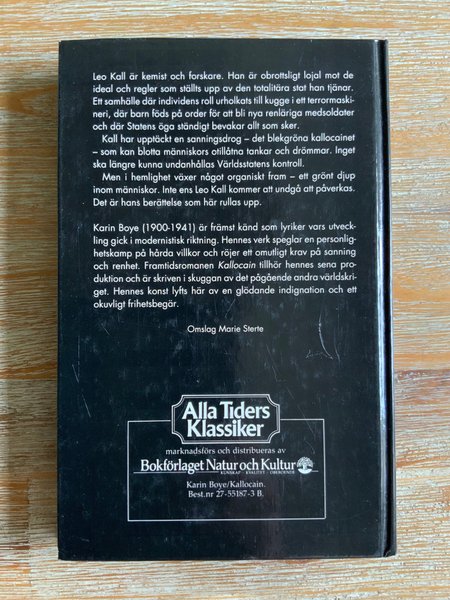 Leo Kall är kemist och forskare. Han är obrottsligt lojal mot de
ideal och regler som ställts upp av den totalitära stat han tjänar.
Ett samhälle där individens roll urholkats till kugge i ett terrormaski-
neri, där barn föds på order för att bli nya renläriga medsoldater
och där Statens öga ständigt bevakar allt som sker.
Kall har upptäckt en sanningsdrog – det blekgröna kallocainet
– som kan blotta människors otillåtna tankar och drömmar. Inget
ska längre kunna undanhållas Världsstatens kontroll.
Men i hemlighet växer något organiskt fram – ett grönt djup
inom människor. Inte ens Leo Kall kommer att undgå att påverkas.
Det är hans berättelse som här rullas upp.
Karin Boye (1900-1941) är främst känd som lyriker vars utveck-
ling gick i modernistisk riktning. Hennes verk speglar en personlig-
hetskamp på hårda villkor och röjer ett omutligt krav på sanning
och renhet. Framtidsromanen Kallocain tillhör hennes sena pro-
duktion och är skriven i skuggan av det pågående andra världskri-
get. Hennes konst lyfts här av en glödande indignation och ett
okuvligt frihetsbegär.
Omslag Marie Sterte
Alla Tiders
Klassiker
marknadsförs och distribueras av
Bokförlaget Natur och Kultur
KUNSKAP · KVALITET · OBEROENDE
Karin Boye/Kallocain.
Best.nr 27-55187-3 B.